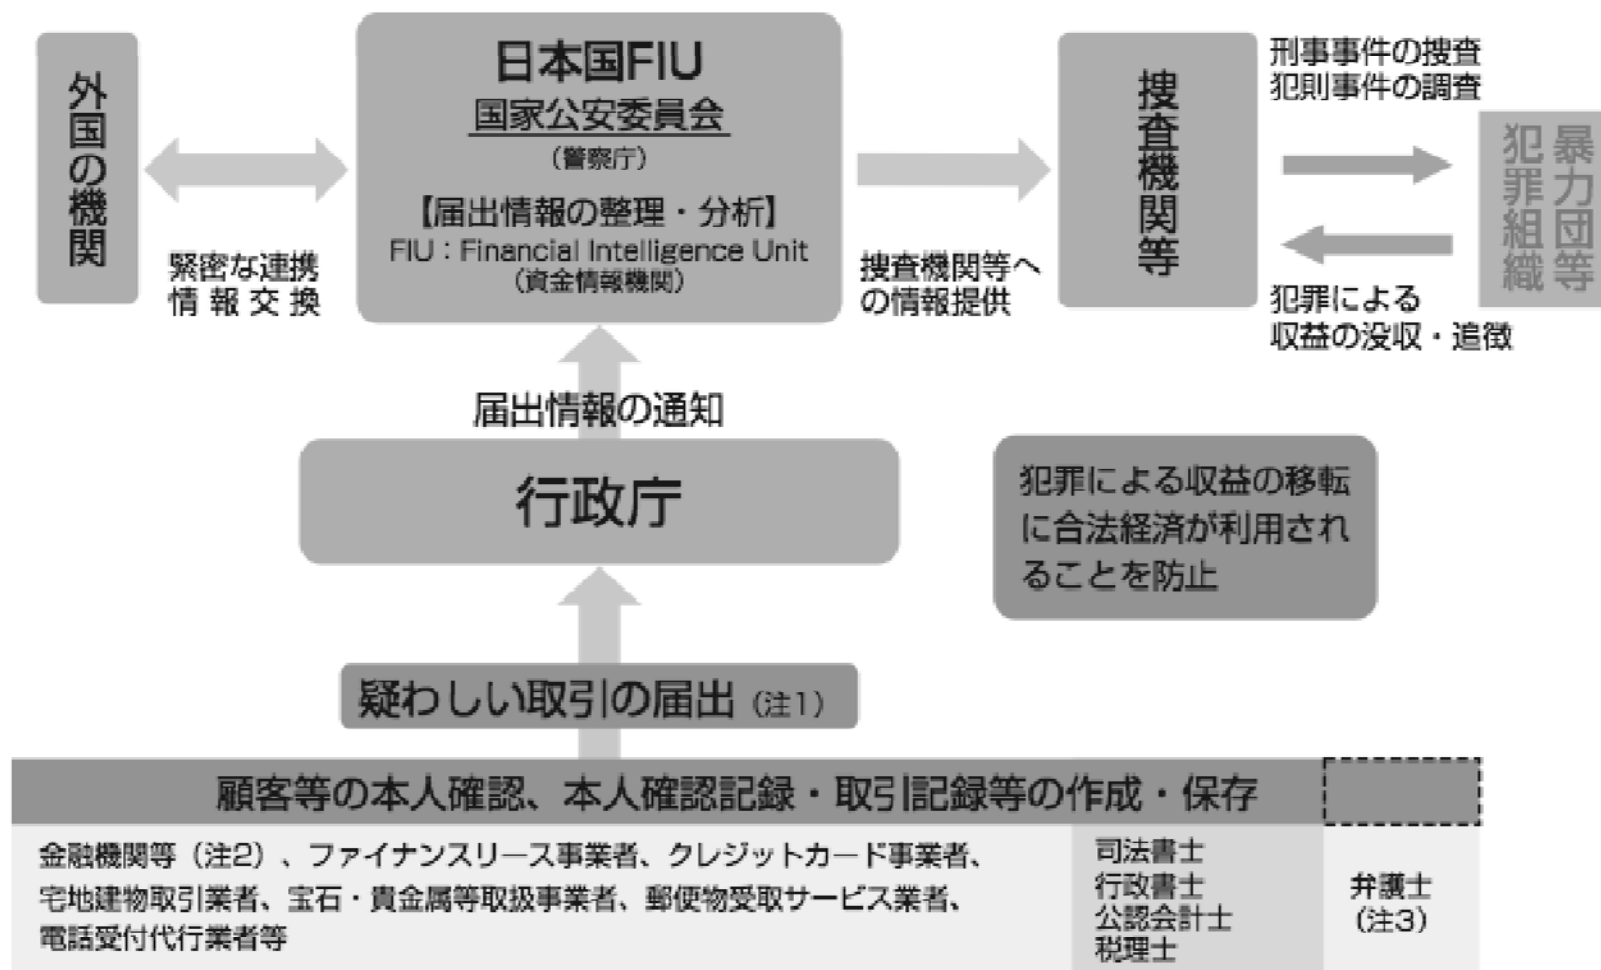 外国の機関
日本国FIU
国家公安委員会
(警察庁)
【届出情報の整理・分析】
FIU：Financial Intelligence Unit
(資金情報機関)
緊密な連携
情報交換
捜査機関等へ
の情報提供
捜査機関等
刑事事件の捜査
犯則事件の調査
暴力団等
犯罪組織
犯罪による
収益の没収・追徴
届出情報の通知
行政庁
犯罪による収益の移転
に合法経済が利用され
ることを防止
疑わしい取引の届出（注1）
顧客等の本人確認、本人確認記録・取引記録等の作成・保存
金融機関等（注2）、ファイナンスリース事業者、クレジットカード事業者、
宅地建物取引業者、宝石・貴金属等取扱事業者、郵便物受取サービス業者、
電話受付代行業者等
司法書士
行政書士
公認会計士
税理士
弁護士
（注3）